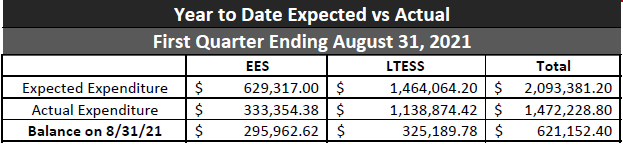 Year to Date Expected vs Actual
First Quarter Ending August 31, 2021
EES LTESS Total
Expected Expenditure $ 629,317.00 $ 1,464,064.20 $ 2,093,381.20
Actual Expenditure $ 333,354.38 $ 1,138,874.42 $ 1,472,228.80
Balance on 8/31/21 $ 295,962.62 $ 325,189.78 $ 621,152.40